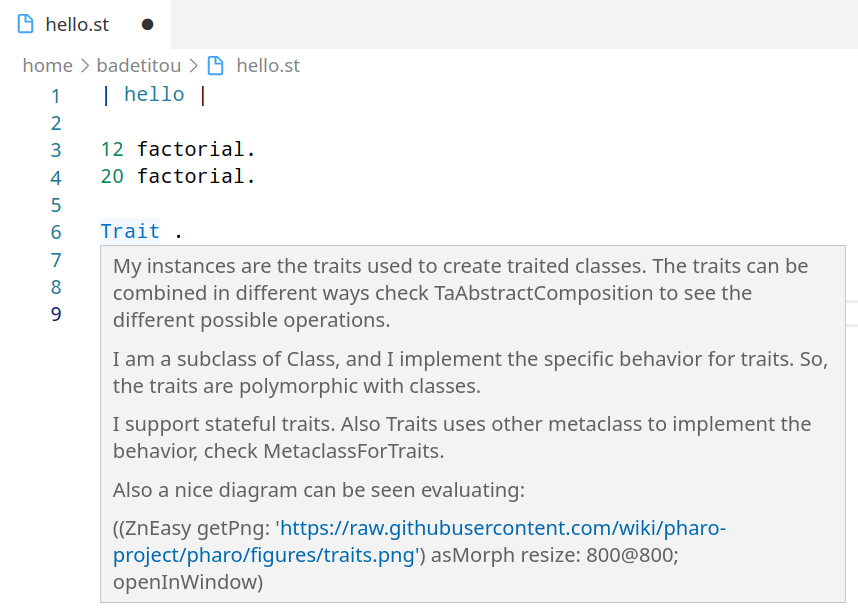 hello.st ●
home > badetitou > hello.st
1 | hello |
2
3 12 factorial.
4 20 factorial.
5
6 Trait .
7
8
9
My instances are the traits used to create traited classes. The traits can be
combined in different ways check TaAbstractComposition to see the
different possible operations.
I am a subclass of Class, and I implement the specific behavior for traits. So,
the traits are polymorphic with classes.
I support stateful traits. Also Traits uses other metaclass to implement the
behavior, check MetaclassForTraits.
Also a nice diagram can be seen evaluating:
((ZnEasy getPng: 'https://raw.githubusercontent.com/wiki/pharo-
project/pharo/figures/traits.png') asMorph resize: 800@800;
openInWindow)